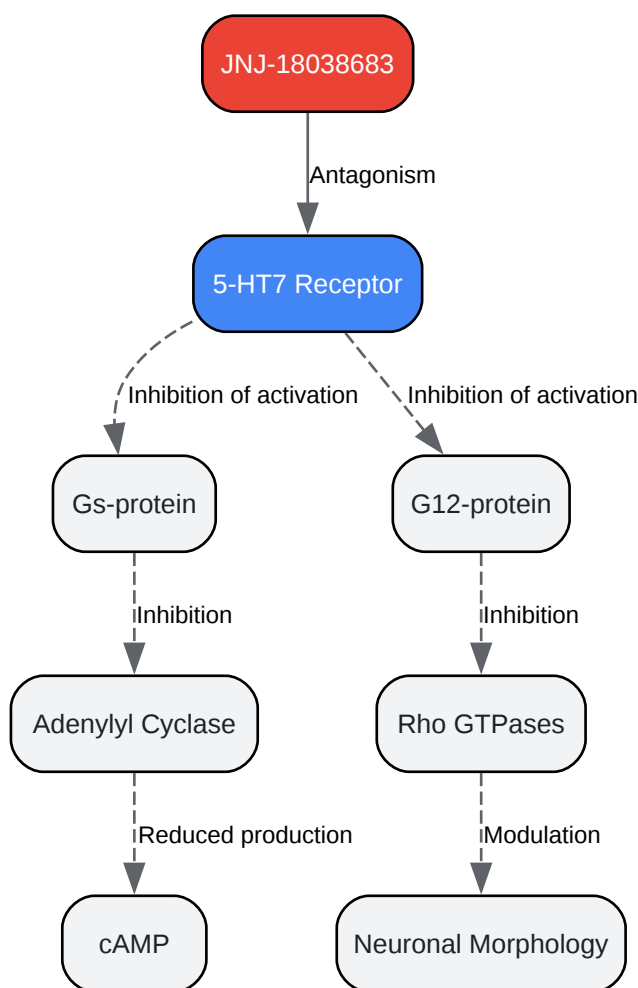 JNJ-18038683
Antagonism
5-HT7 Receptor
Inhibition of activation
Inhibition of activation
Gs-protein
G12-protein
Inhibition
Inhibition
Adenylyl Cyclase
Rho GTPases
Reduced production
Modulation
cAMP
Neuronal Morphology